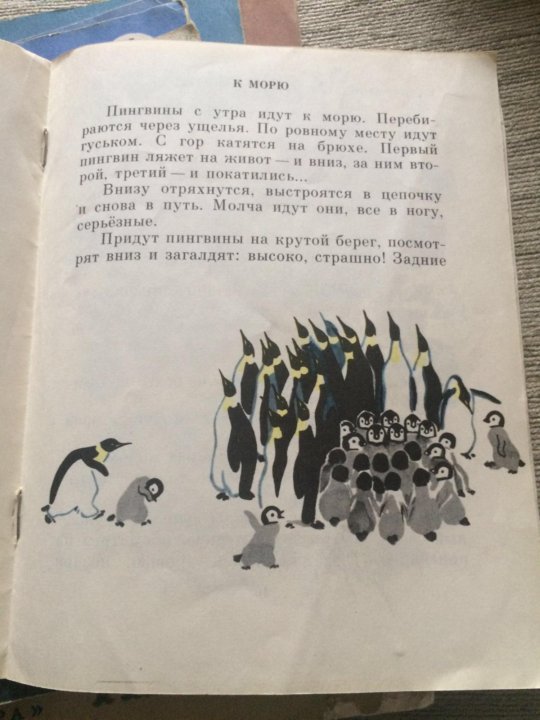 К МОРЮ
Пингвины с утра идут к морю. Переби-
раются через ущелья. По ровному месту идут
гуськом. С гор катятся на брюхе. Первый
пингвин ляжет на живот — и вниз, за ним вто-
рой, третий — и покатились...
Внизу отряхнутся, выстроятся в цепочку
и снова в путь. Молча идут они, все в ногу,
серьёзные.
Придут пингвины на крутой берег, посмот-
рят вниз и загалдят: высоко, страшно! Задние